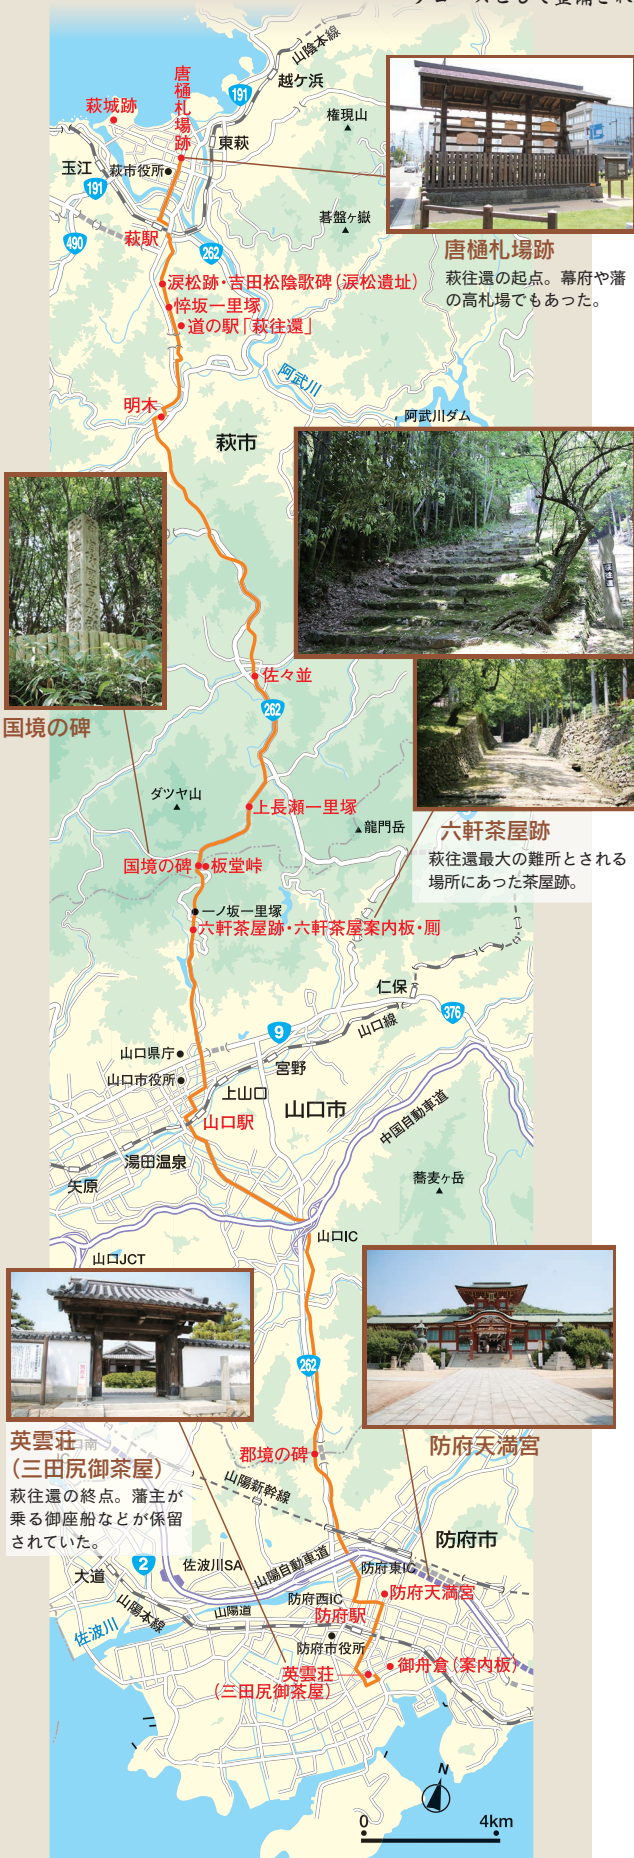 山陰本線
越ケ浜
唐樋札場跡
191
萩城跡
権現山
東萩
玉江
萩市役所
191
490
萩駅
262
碁盤ヶ嶽
唐樋札場跡
萩往還の起点。幕府や藩
の高札場でもあった。
涙松跡・吉田松陰歌碑(涙松遺址)
悴坂一里塚
道の駅「萩往還」
阿武川
明木
阿武川ダム
萩市
萩往還
佐々並
262
国境の碑
ダツヤ山
上長瀬一里塚
龍門岳
六軒茶屋跡
萩往還最大の難所とされる
場所にあった茶屋跡。
国境の碑
板堂峠
一ノ坂一里塚
六軒茶屋跡・六軒茶屋案内板・厠
仁保
376
9
山口線
山口県庁
宮野
山口市役所
上山口
山口市
山口駅
中国自動車道
湯田温泉
矢原
蕎麦ヶ岳
山口IC
山口JCT
262
英雲荘
(三田尻御茶屋)
萩往還の終点。藩主が
乗る御座船などが係留
されていた。
防府天満宮
郡境の碑
山陽新幹線
防府市
2
佐波川SA
山陽自動車道
防府東IC
大道
防府西IC
防府天満宮
山陽本線
山陽道
防府駅
佐波川
防府市役所
御舟倉(案内板)
英雲荘
(三田尻御茶屋)
N
0
4km